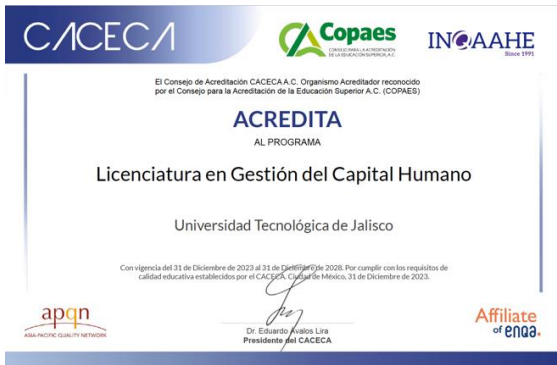 CACECA
Copaes
CONSEJO PARA LA ACREDITACIÓN
DE LA EDUCACIÓN SUPERIOR, A.C.
INQAAHE
Since 1991
El Consejo de Acreditación CACECA A.C. Organismo Acreditador reconocido
por el Consejo para la Acreditación de la Educación Superior A.C. (COPAES)
ACREDITA
AL PROGRAMA
Licenciatura en Gestión del Capital Humano
Universidad Tecnológica de Jalisco
Con vigencia del 31 de Diciembre de 2023 al 31 de Diciembre de 2028. Por cumplir con los requisitos de
calidad educativa establecidos por el CACECA. Ciudad de México, 31 de Diciembre de 2023.
apqn
ASIA-PACIFIC QUALITY NETWORK
Dr. Eduardo Avalos Lira
Presidente del CACECA
Affiliate
of enqa.